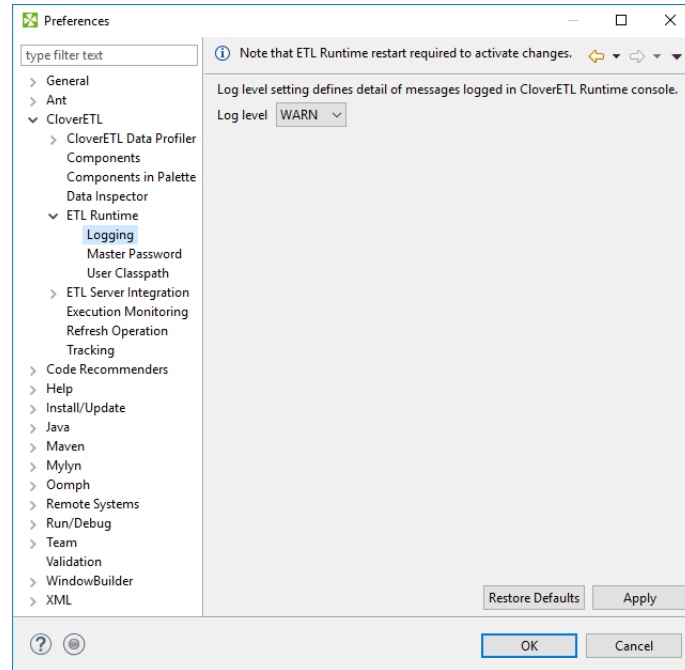 Preferences
type filter text
Note that ETL Runtime restart required to activate changes.
General
Ant
CloverETL
CloverETL Data Profiler
Components
Components in Palette
Data Inspector
ETL Runtime
Logging
Master Password
User Classpath
ETL Server Integration
Execution Monitoring
Refresh Operation
Tracking
Code Recommenders
Help
Install/Update
Java
Maven
Mylyn
Oomph
Remote Systems
Run/Debug
Team
Validation
WindowBuilder
XML
Log level setting defines detail of messages logged in CloverETL Runtime console.
Log level WARN
Restore Defaults Apply
OK Cancel